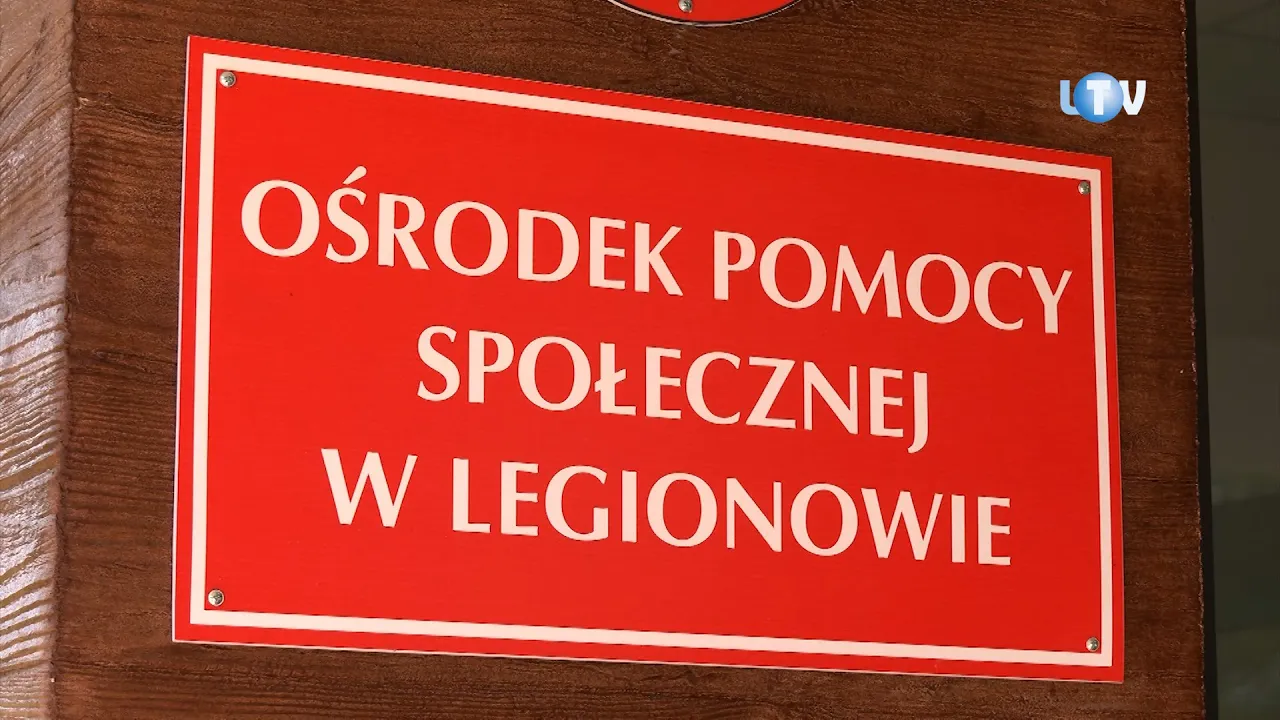 LTV
OŚRODEK POMOCY
SPOŁECZNEJ
W LEGIONOWIE